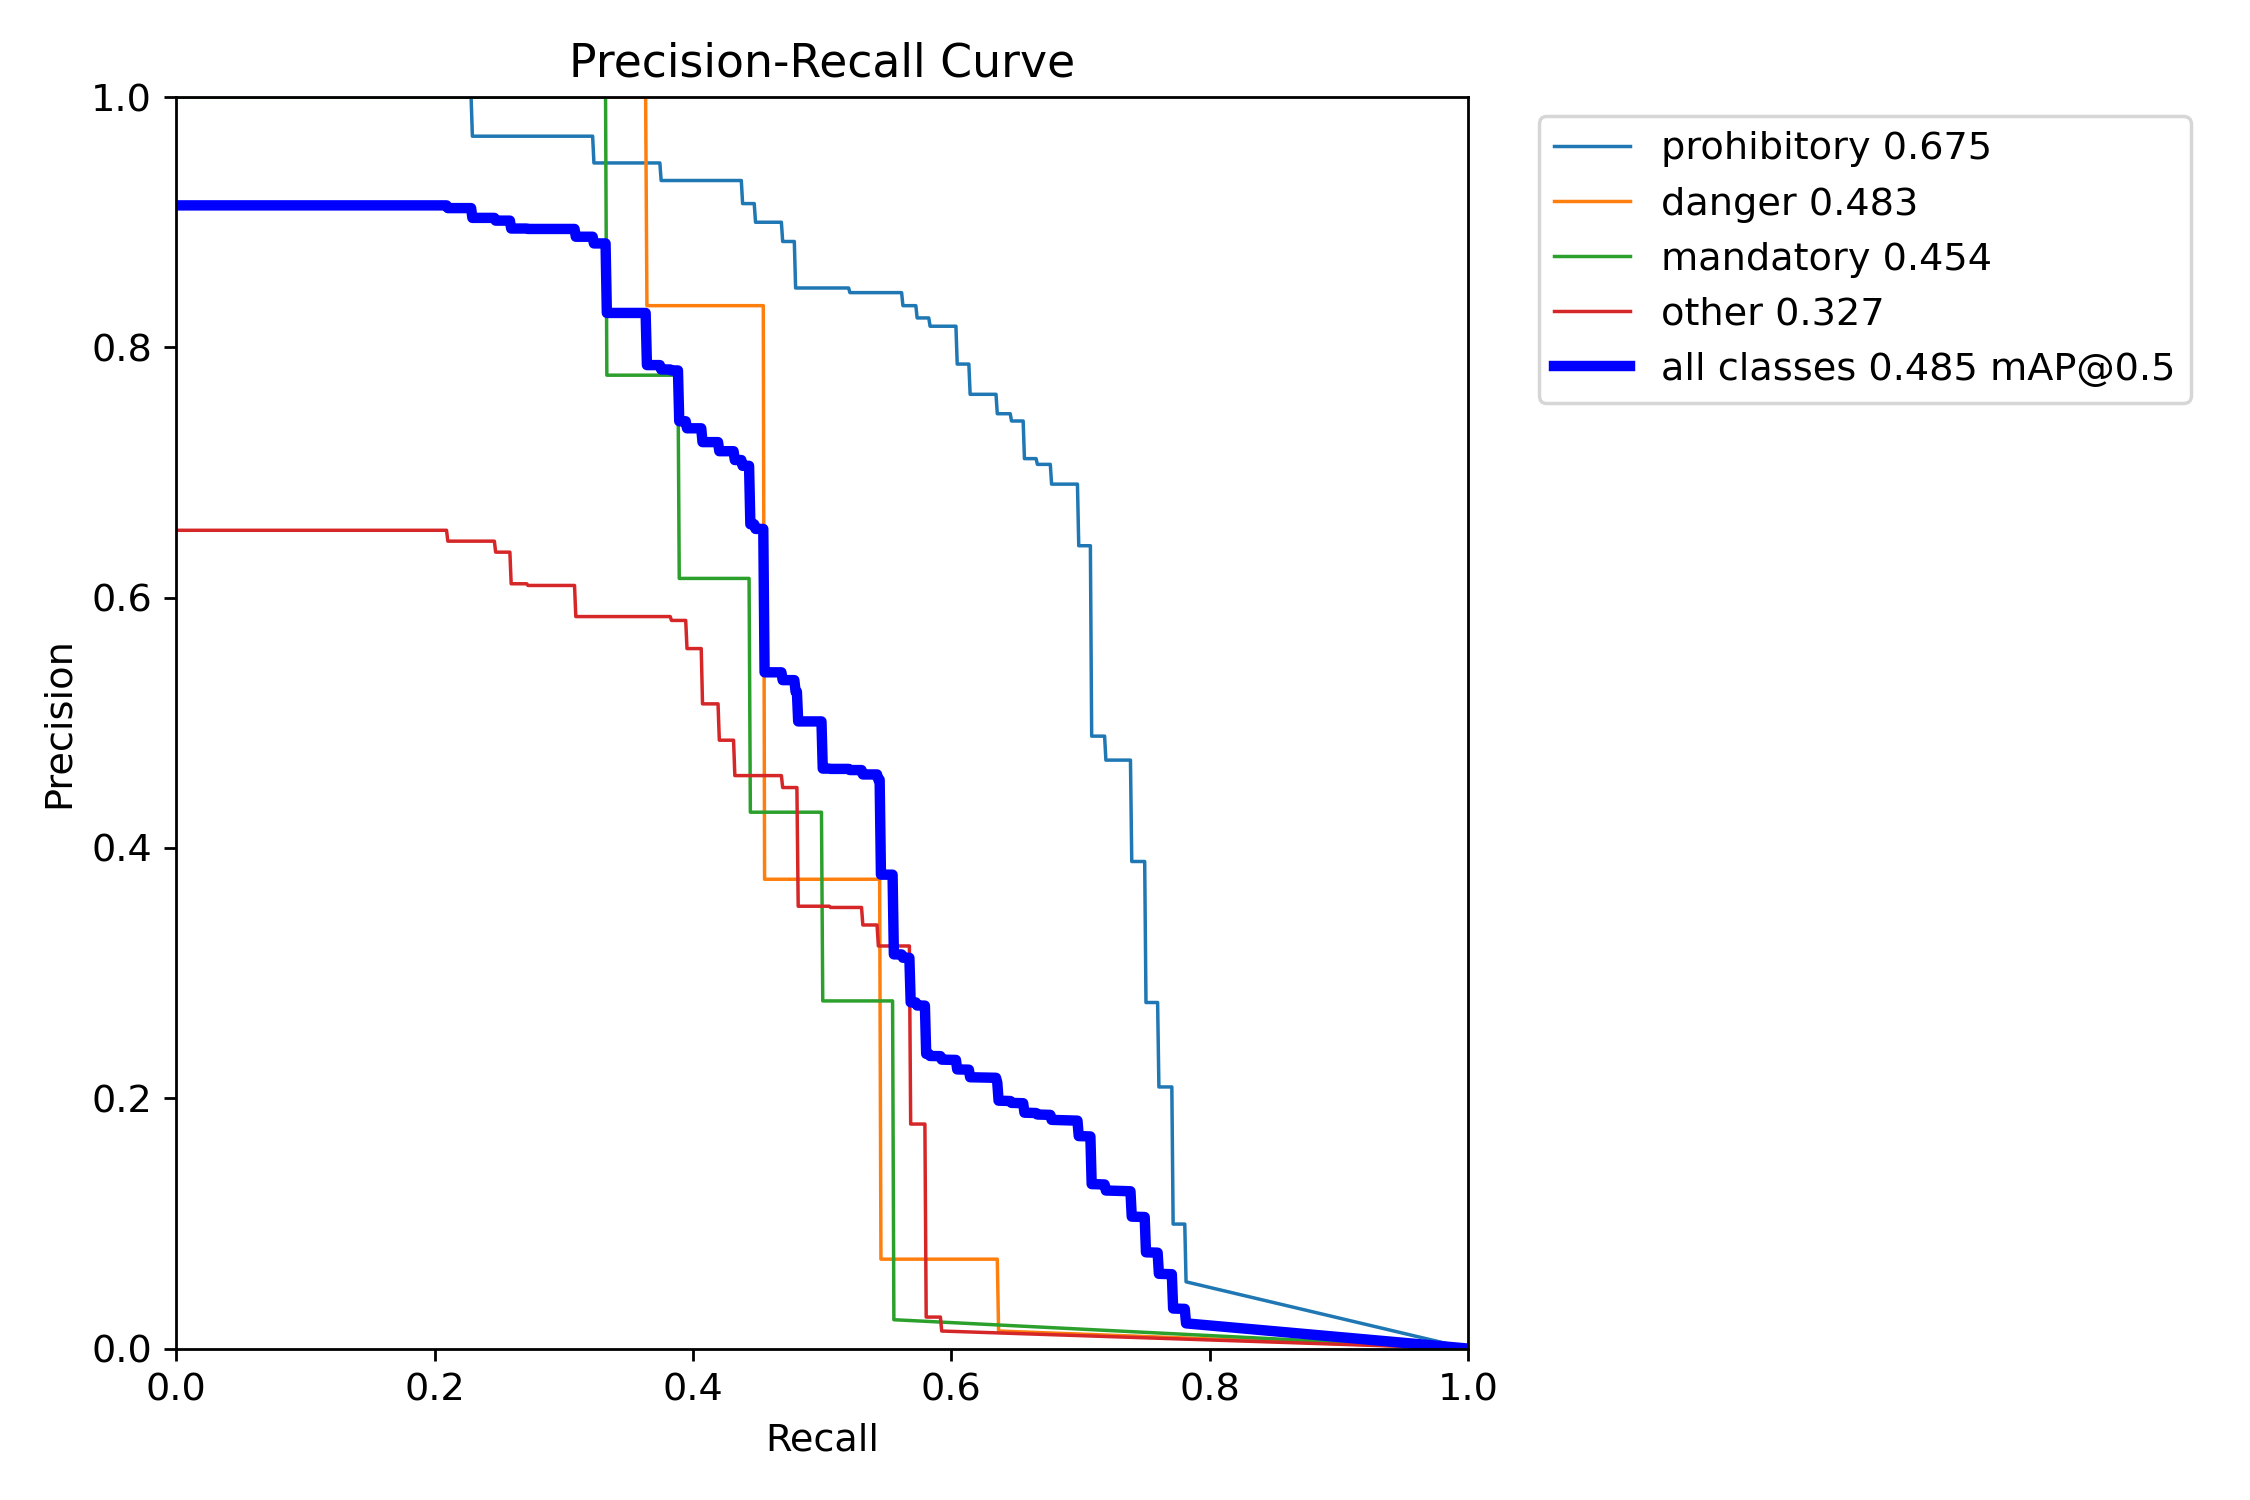 Precision-Recall Curve
1.0
0.8
0.6
0.4
0.2
0.0
Precision
0.0 0.2 0.4 0.6 0.8 1.0
Recall
prohibitory 0.675
danger 0.483
mandatory 0.454
other 0.327
all classes 0.485 mAP@0.5